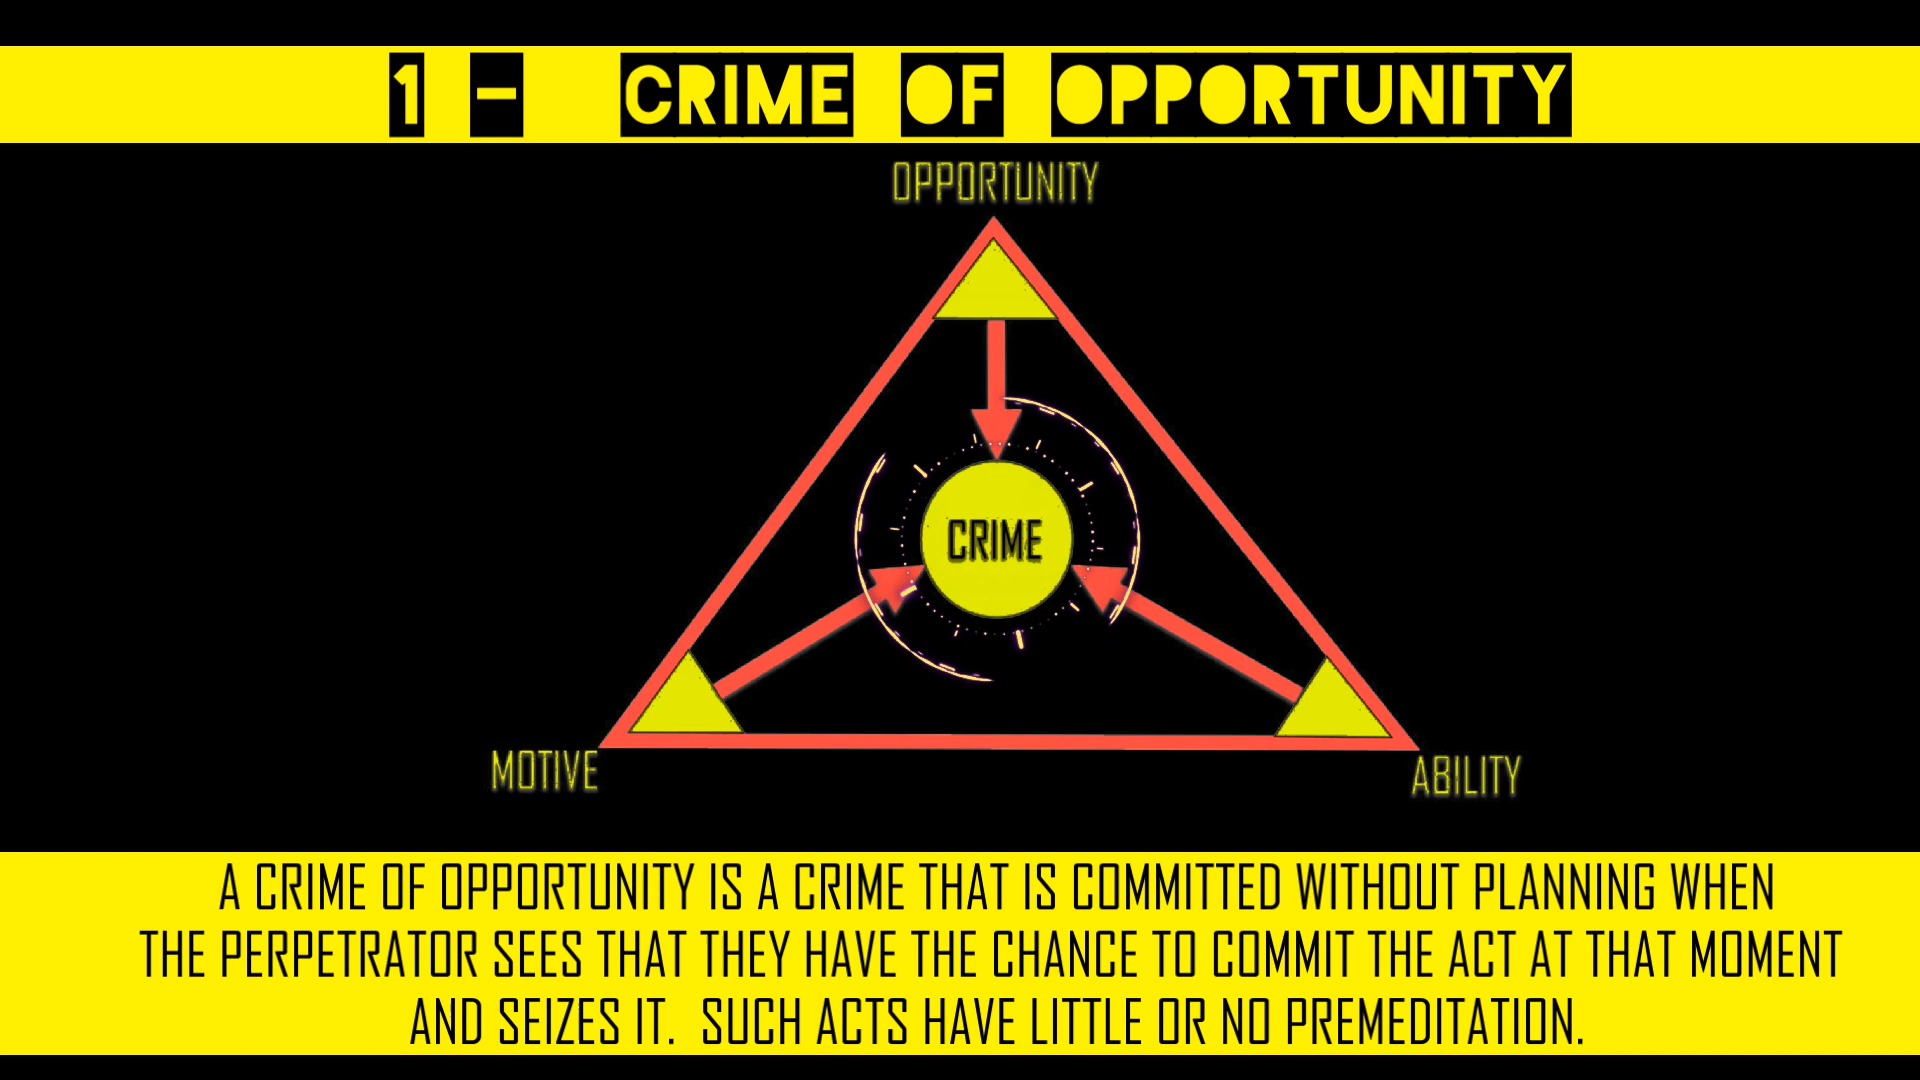 1 - CRIME OF OPPORTUNITY
OPPORTUNITY
CRIME
MOTIVE
ABILITY
A CRIME OF OPPORTUNITY IS A CRIME THAT IS COMMITTED WITHOUT PLANNING WHEN
THE PERPETRATOR SEES THAT THEY HAVE THE CHANCE TO COMMIT THE ACT AT THAT MOMENT
AND SEIZES IT. SUCH ACTS HAVE LITTLE OR NO PREMEDITATION.